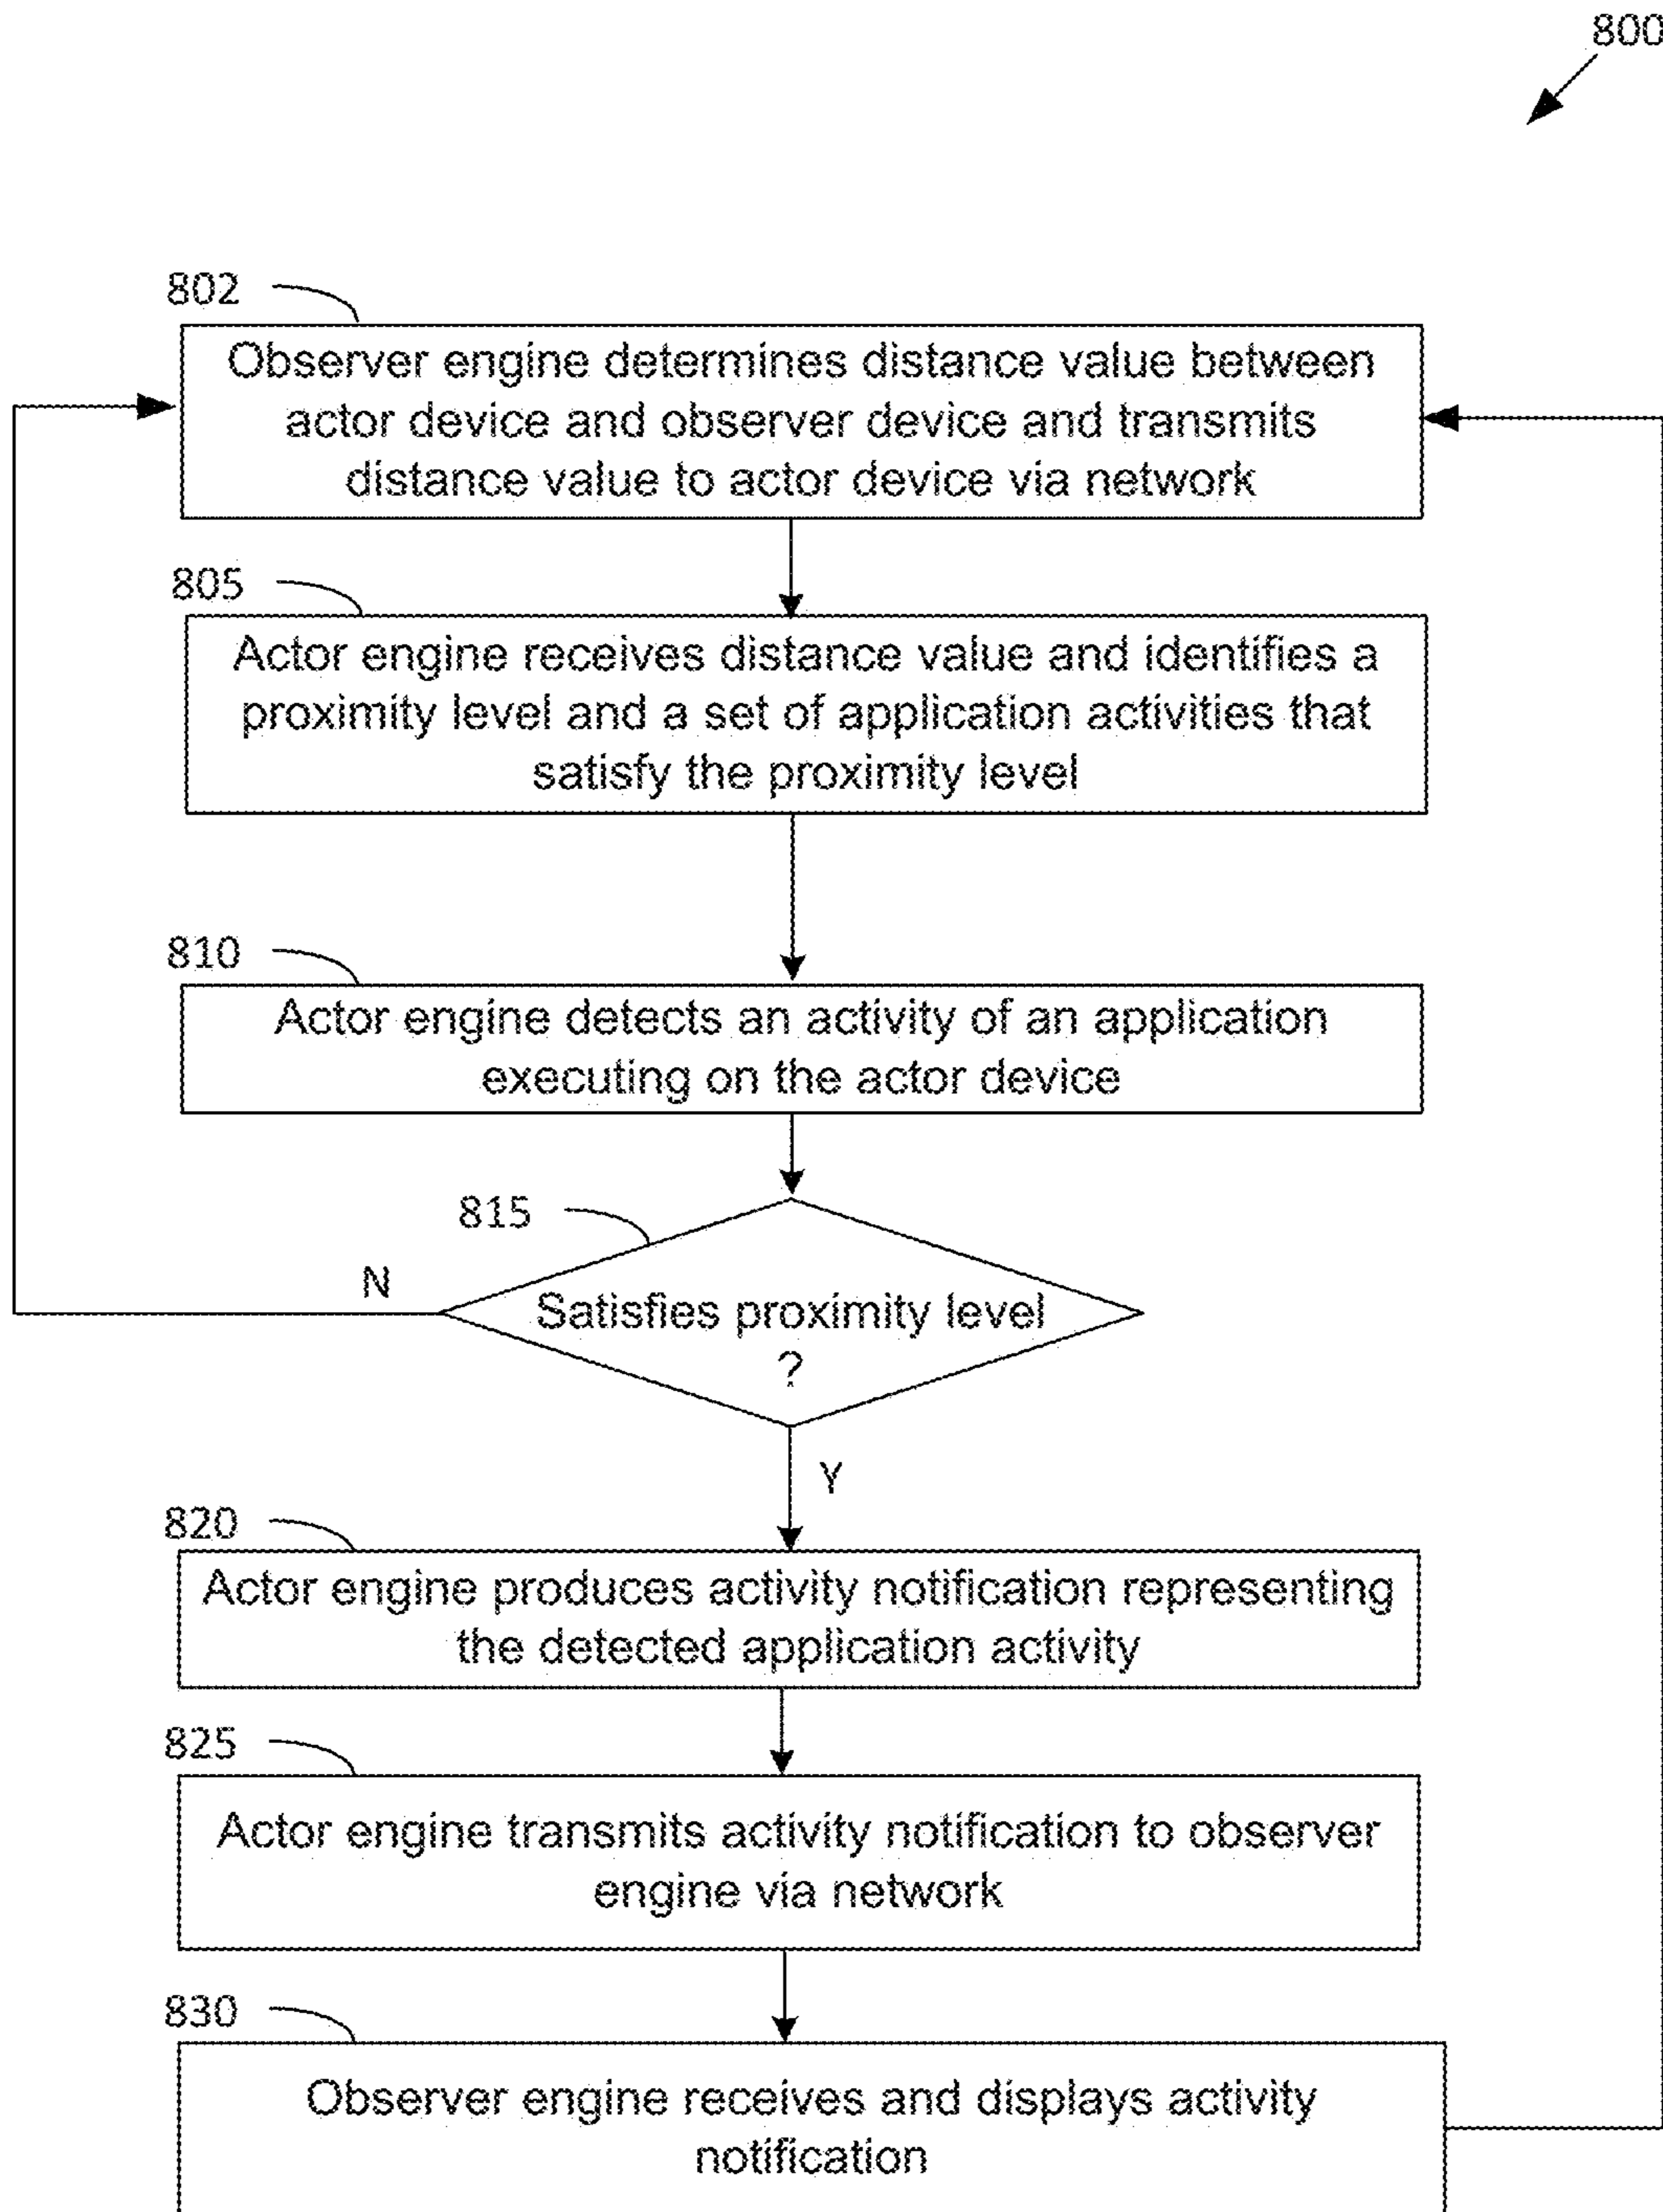 800
802
Observer engine determines distance value between
actor device and observer device and transmits
distance value to actor device via network
805
Actor engine receives distance value and identifies a
proximity level and a set of application activities that
satisfy the proximity level
810
Actor engine detects an activity of an application
executing on the actor device
815
N
Satisfies proximity level
?
Y
820
Actor engine produces activity notification representing
the detected application activity
825
Actor engine transmits activity notification to observer
engine via network
830
Observer engine receives and displays activity
notification